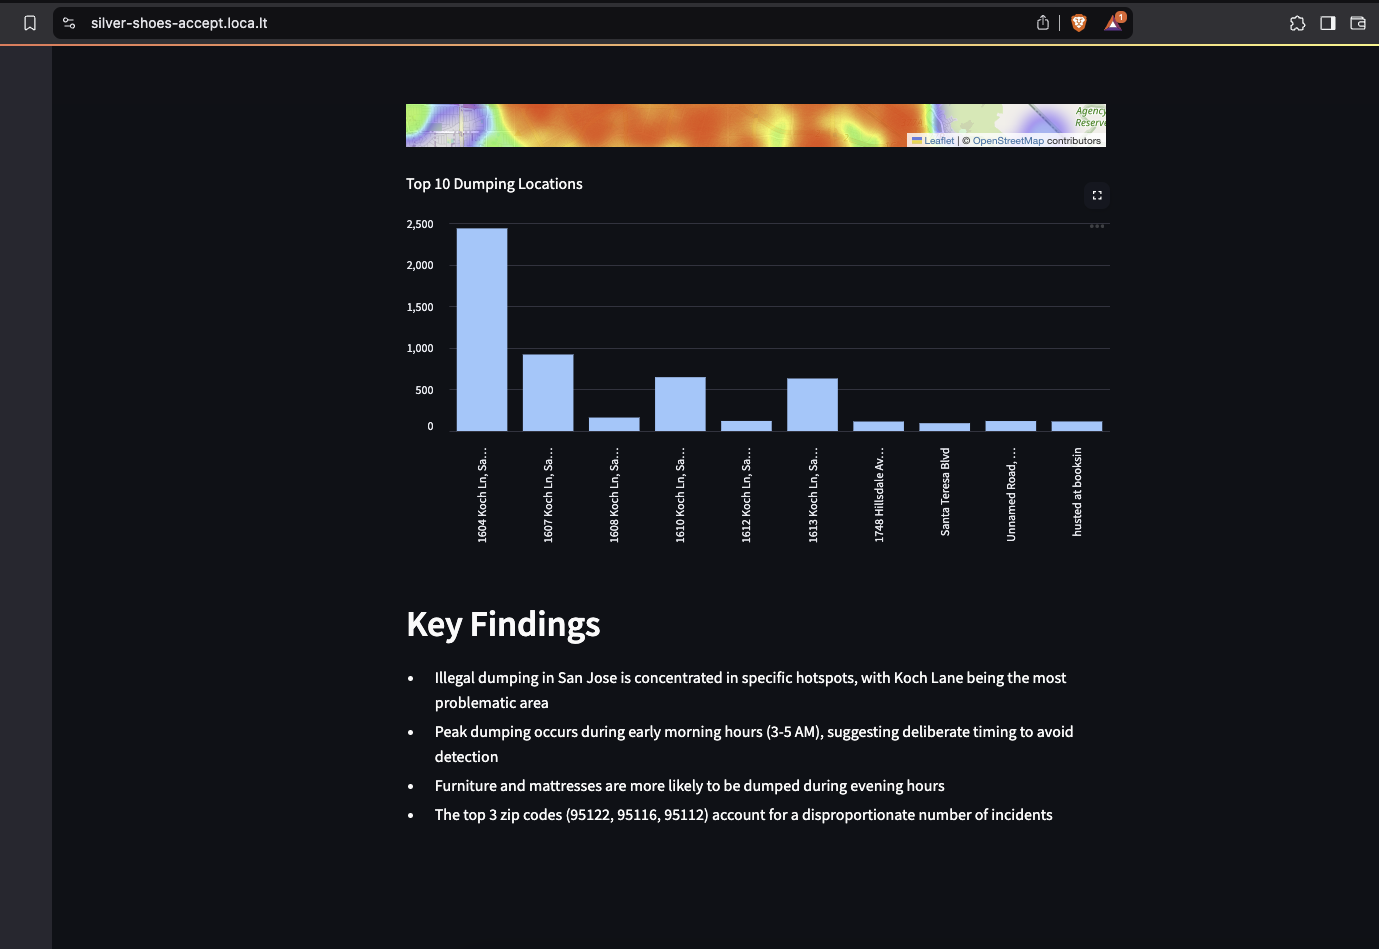 silver-shoes-accept.loca.lt
1
Agency
Reserve
Leaflet | © OpenStreetMap contributors
Top 10 Dumping Locations
2,500
2,000
1,500
1,000
500
0
1604 Koch Ln, Sa…
1607 Koch Ln, Sa…
1608 Koch Ln, Sa…
1610 Koch Ln, Sa…
1612 Koch Ln, Sa…
1613 Koch Ln, Sa…
1748 Hillsdale Av…
Santa Teresa Blvd
Unnamed Road, …
husted at booksin
Key Findings
• Illegal dumping in San Jose is concentrated in specific hotspots, with Koch Lane being the most
problematic area
• Peak dumping occurs during early morning hours (3-5 AM), suggesting deliberate timing to avoid
detection
• Furniture and mattresses are more likely to be dumped during evening hours
• The top 3 zip codes (95122, 95116, 95112) account for a disproportionate number of incidents